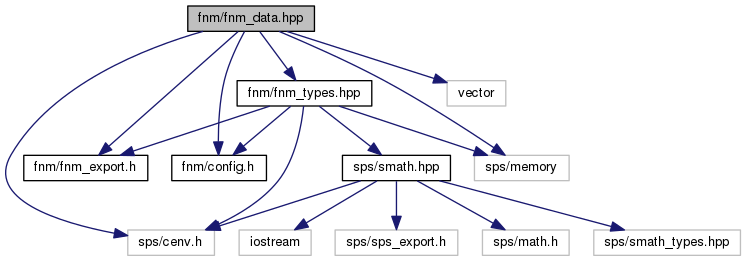 fnm/fnm_data.hpp
fnm/fnm_types.hpp
vector
fnm/fnm_export.h
fnm/config.h
sps/smath.hpp
sps/memory
sps/cenv.h
iostream
sps/sps_export.h
sps/math.h
sps/smath_types.hpp